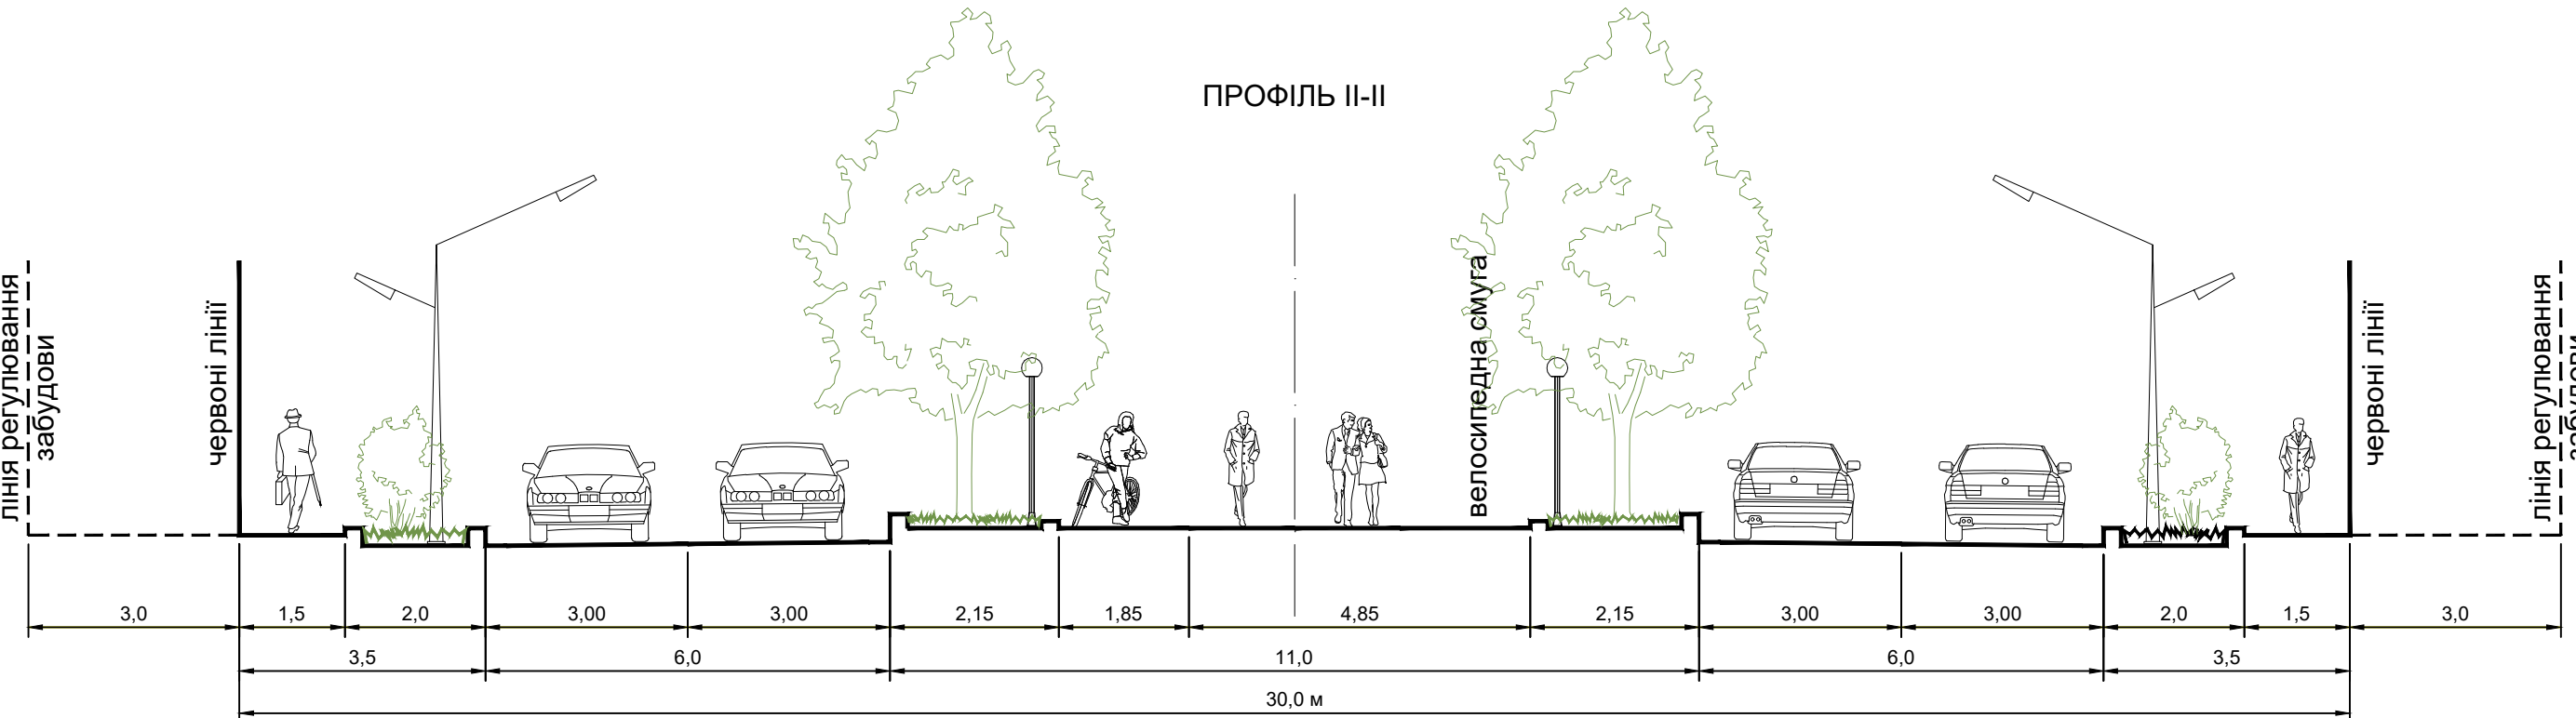 ПРОФІЛЬ ІІ-ІІ
лінія регулювання
забудови
червоні лінії
велосипедна смуга
червоні лінії
лінія регулювання
забудови
3,0 1,5 2,0 3,00 3,00 2,15 1,85 4,85 2,15 3,00 3,00 2,0 1,5 3,0
3,5 6,0 11,0 6,0 3,5
30,0 м